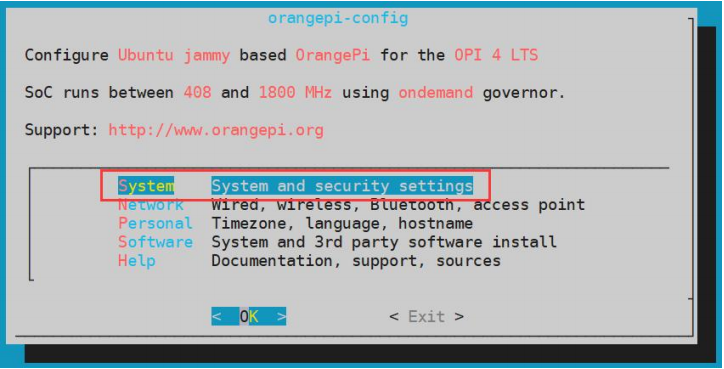 orangepi-config
Configure Ubuntu jammy based OrangePi for the OPI 4 LTS
SoC runs between 408 and 1800 MHz using ondemand governor.
Support: http://www.orangepi.org
System System and security settings
Network Wired, wireless, Bluetooth, access point
Personal Timezone, language, hostname
Software System and 3rd party software install
Help Documentation, support, sources
< OK > < Exit >